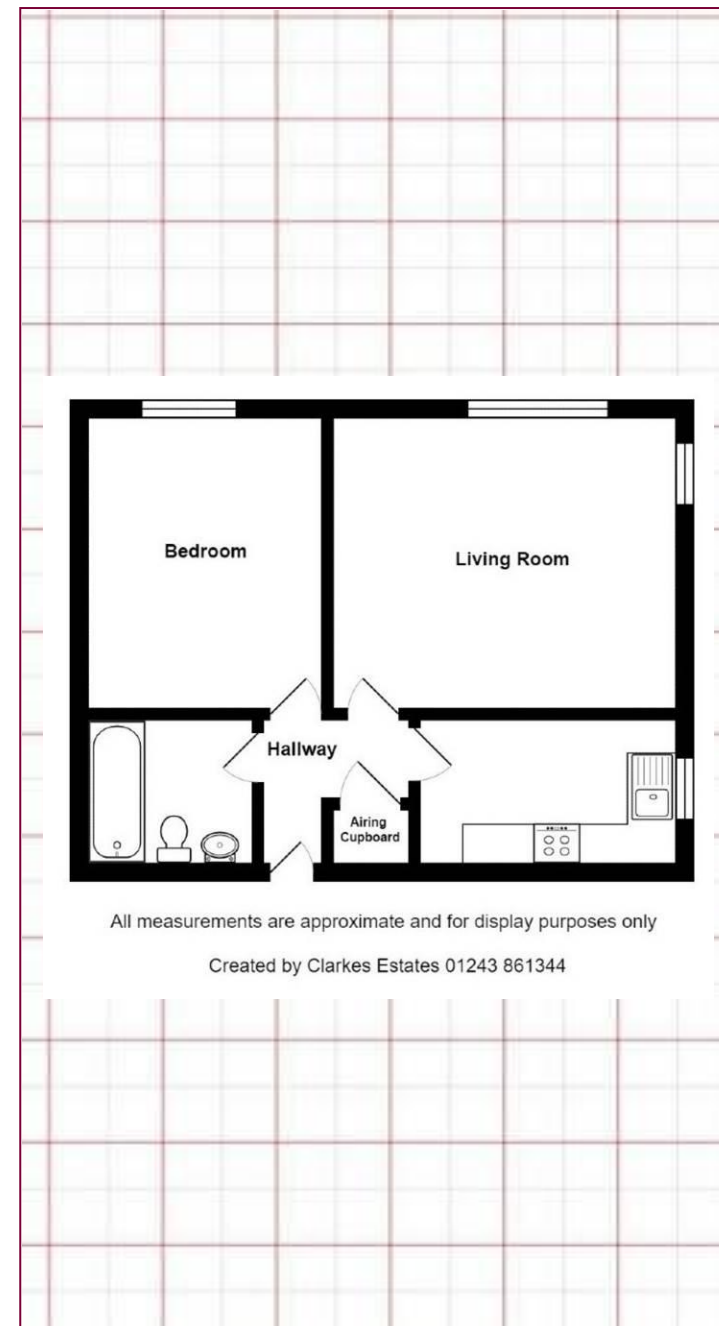 Bedroom
Living Room
Hallway
Airing
Cupboard
All measurements are approximate and for display purposes only
Created by Clarkes Estates 01243 861344